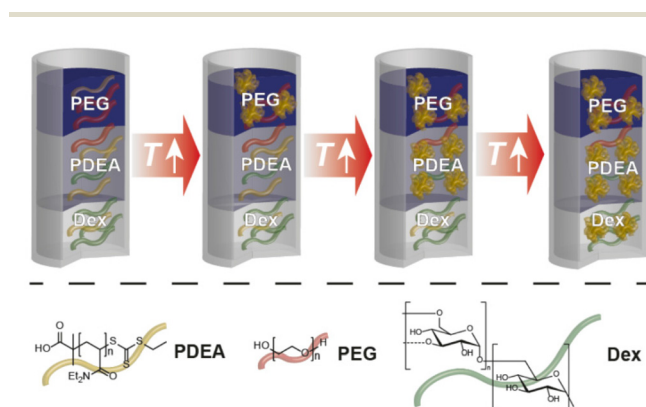 PEG PEG PEG PEG
T↑ T↑ T↑
PDEA PDEA PDEA PDEA
Dex Dex Dex Dex
HO O n S S S
Et₂N O
PDEA
HO O n H
PEG
O HO O HO OH O n
O HO O HO OH O
Dex